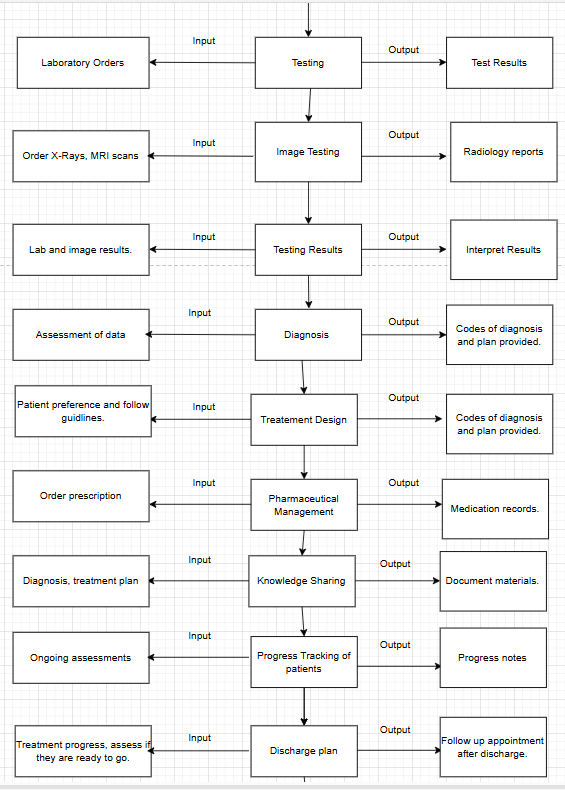 Input
Output
Laboratory Orders
Testing
Test Results
Input
Output
Order X-Rays, MRI scans
Image Testing
Radiology reports
Input
Output
Lab and image results.
Testing Results
Interpret Results
Input
Output
Assessment of data
Diagnosis
Codes of diagnosis
and plan provided.
Input
Output
Patient preference and follow
guidlines.
Treatement Design
Codes of diagnosis
and plan provided.
Input
Output
Order prescription
Pharmaceutical
Management
Medication records.
Input
Output
Diagnosis, treatment plan
Knowledge Sharing
Document materials.
Input
Output
Ongoing assessments
Progress Tracking of
patients
Progress notes
Input
Output
Treatment progress, assess if
they are ready to go.
Discharge plan
Follow up appointment
after discharge.